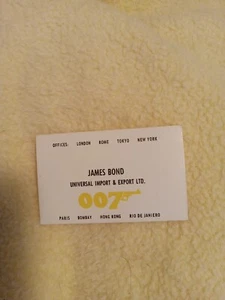 OFFICES: LONDON ROME TOKYO NEW YORK
JAMES BOND
UNIVERSAL IMPORT & EXPORT LTD.
007
PARIS BOMBAY HONG KONG RIO DE JANIERO